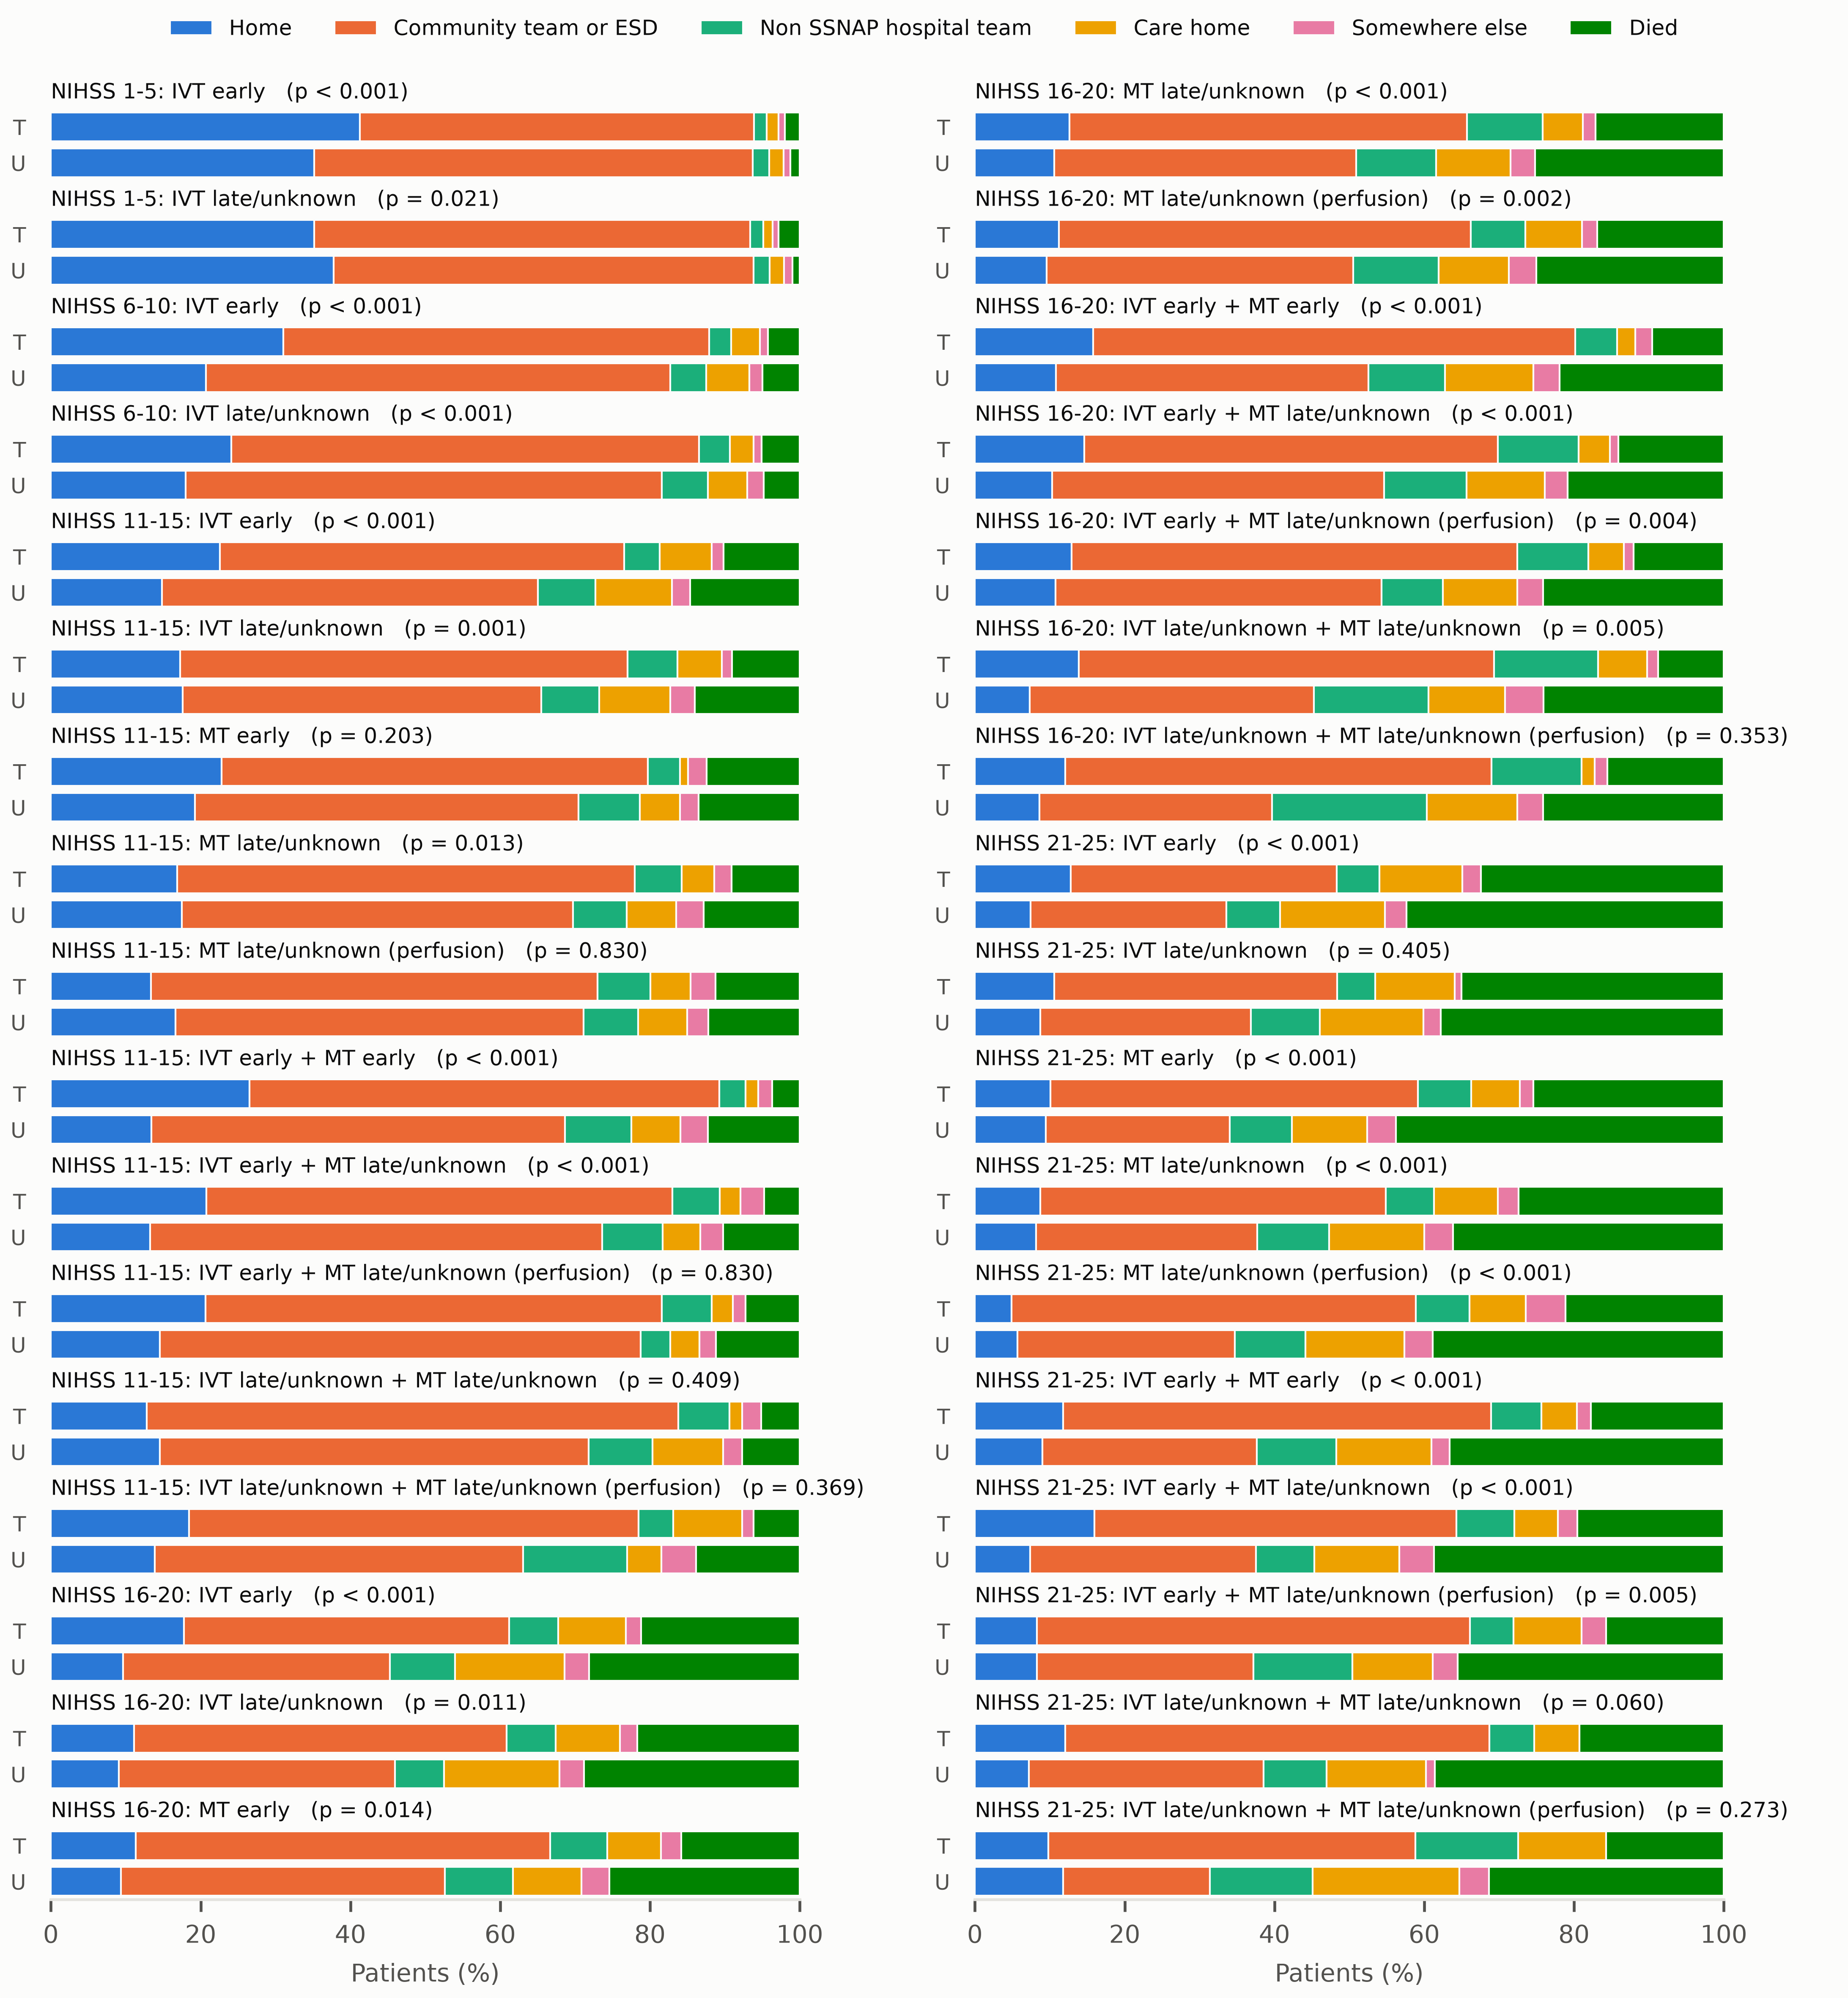 Home Community team or ESD Non SSNAP hospital team Care home Somewhere else Died
NIHSS 1-5: IVT early (p < 0.001)
T
U
NIHSS 1-5: IVT late/unknown (p = 0.021)
T
U
NIHSS 6-10: IVT early (p < 0.001)
T
U
NIHSS 6-10: IVT late/unknown (p < 0.001)
T
U
NIHSS 11-15: IVT early (p < 0.001)
T
U
NIHSS 11-15: IVT late/unknown (p = 0.001)
T
U
NIHSS 11-15: MT early (p = 0.203)
T
U
NIHSS 11-15: MT late/unknown (p = 0.013)
T
U
NIHSS 11-15: MT late/unknown (perfusion) (p = 0.830)
T
U
NIHSS 11-15: IVT early + MT early (p < 0.001)
T
U
NIHSS 11-15: IVT early + MT late/unknown (p < 0.001)
T
U
NIHSS 11-15: IVT early + MT late/unknown (perfusion) (p = 0.830)
T
U
NIHSS 11-15: IVT late/unknown + MT late/unknown (p = 0.409)
T
U
NIHSS 11-15: IVT late/unknown + MT late/unknown (perfusion) (p = 0.369)
T
U
NIHSS 16-20: IVT early (p < 0.001)
T
U
NIHSS 16-20: IVT late/unknown (p = 0.011)
T
U
NIHSS 16-20: MT early (p = 0.014)
T
U
0 20 40 60 80 100
Patients (%)
NIHSS 16-20: MT late/unknown (p < 0.001)
T
U
NIHSS 16-20: MT late/unknown (perfusion) (p = 0.002)
T
U
NIHSS 16-20: IVT early + MT early (p < 0.001)
T
U
NIHSS 16-20: IVT early + MT late/unknown (p < 0.001)
T
U
NIHSS 16-20: IVT early + MT late/unknown (perfusion) (p = 0.004)
T
U
NIHSS 16-20: IVT late/unknown + MT late/unknown (p = 0.005)
T
U
NIHSS 16-20: IVT late/unknown + MT late/unknown (perfusion) (p = 0.353)
T
U
NIHSS 21-25: IVT early (p < 0.001)
T
U
NIHSS 21-25: IVT late/unknown (p = 0.405)
T
U
NIHSS 21-25: MT early (p < 0.001)
T
U
NIHSS 21-25: MT late/unknown (p < 0.001)
T
U
NIHSS 21-25: MT late/unknown (perfusion) (p < 0.001)
T
U
NIHSS 21-25: IVT early + MT early (p < 0.001)
T
U
NIHSS 21-25: IVT early + MT late/unknown (p < 0.001)
T
U
NIHSS 21-25: IVT early + MT late/unknown (perfusion) (p = 0.005)
T
U
NIHSS 21-25: IVT late/unknown + MT late/unknown (p = 0.060)
T
U
NIHSS 21-25: IVT late/unknown + MT late/unknown (perfusion) (p = 0.273)
T
U
0 20 40 60 80 100
Patients (%)